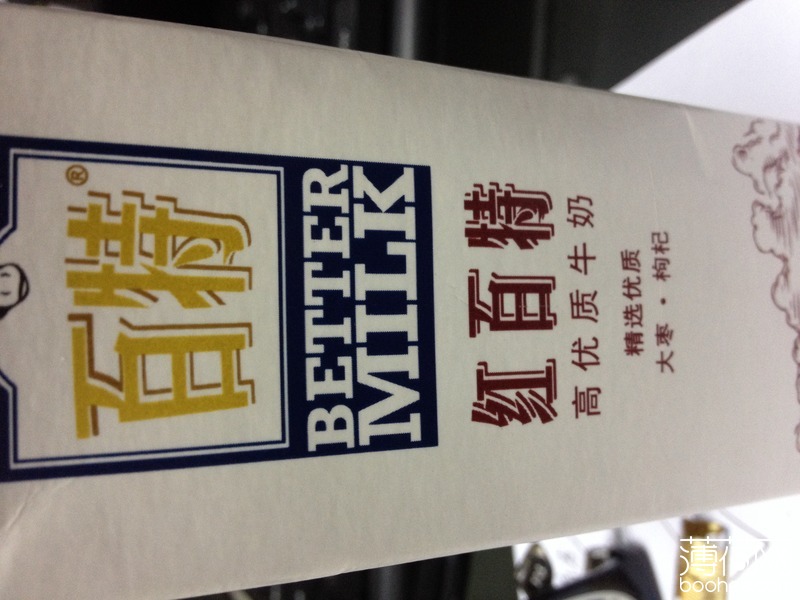 百特®
BETTER
MILK
红百特
高优质牛奶
精选优质
大枣·枸杞
薄荷
booh